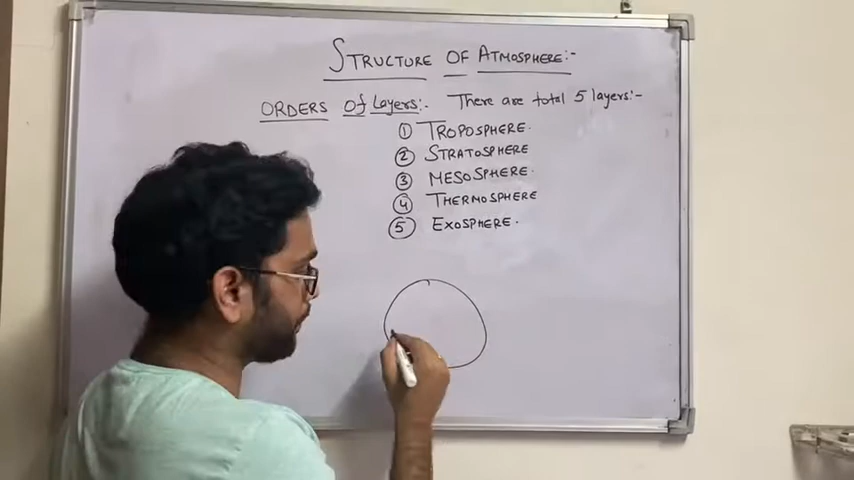 STRUCTURE OF ATMOSPHERE:-
ORDERS Of Layers:- There are total 5 layers:-
① TROPOSPHERE.
② STRATOSPHERE
③ MESOSPHERE.
④ THERMOSPHERE
⑤ EXOSPHERE.